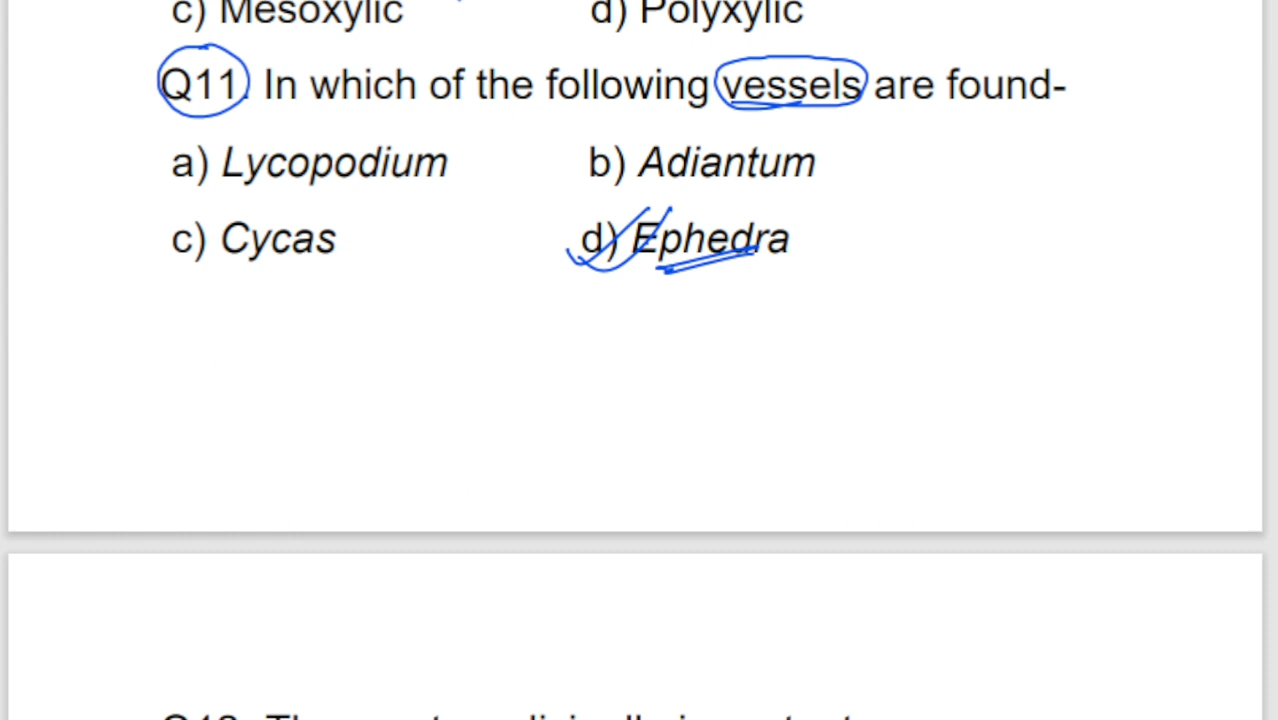 c) Mesoxylic d) Polyxylic
Q11. In which of the following vessels are found-
a) Lycopodium b) Adiantum
c) Cycas d) Ephedra